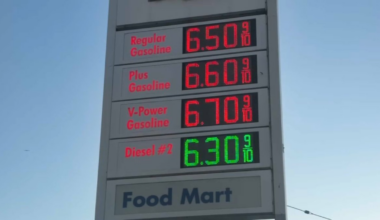 Regular
Gasoline 6.50 9/10
Plus
Gasoline 6.60 9/10
V-Power
Gasoline 6.70 9/10
Diesel #2 6.30 9/10
Food Mart